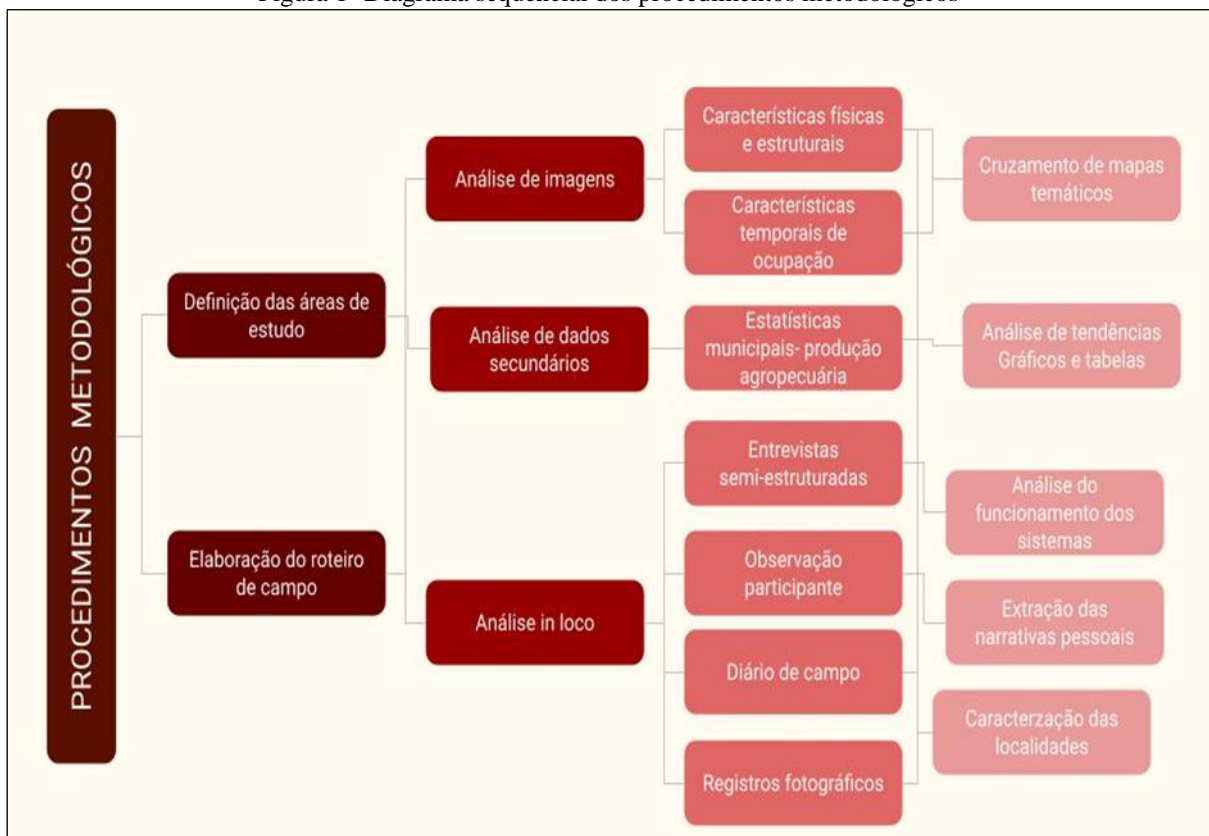 Figura 1- Diagrama sequencial dos procedimentos metodológicos
PROCEDIMENTOS METODOLÓGICOS
Definição das áreas de
estudo
Elaboração do roteiro
de campo
Análise de imagens
Análise de dados
secundários
Análise in loco
Características físicas
e estruturais
Características
temporais de
ocupação
Estatísticas
municipais- produção
agropecuária
Entrevistas
semi-estruturadas
Observação
participante
Diário de campo
Registros fotográficos
Cruzamento de mapas
temáticos
Análise de tendências
Gráficos e tabelas
Análise do
funcionamento dos
sistemas
Extração das
narrativas pessoais
Caracterzação das
localidades